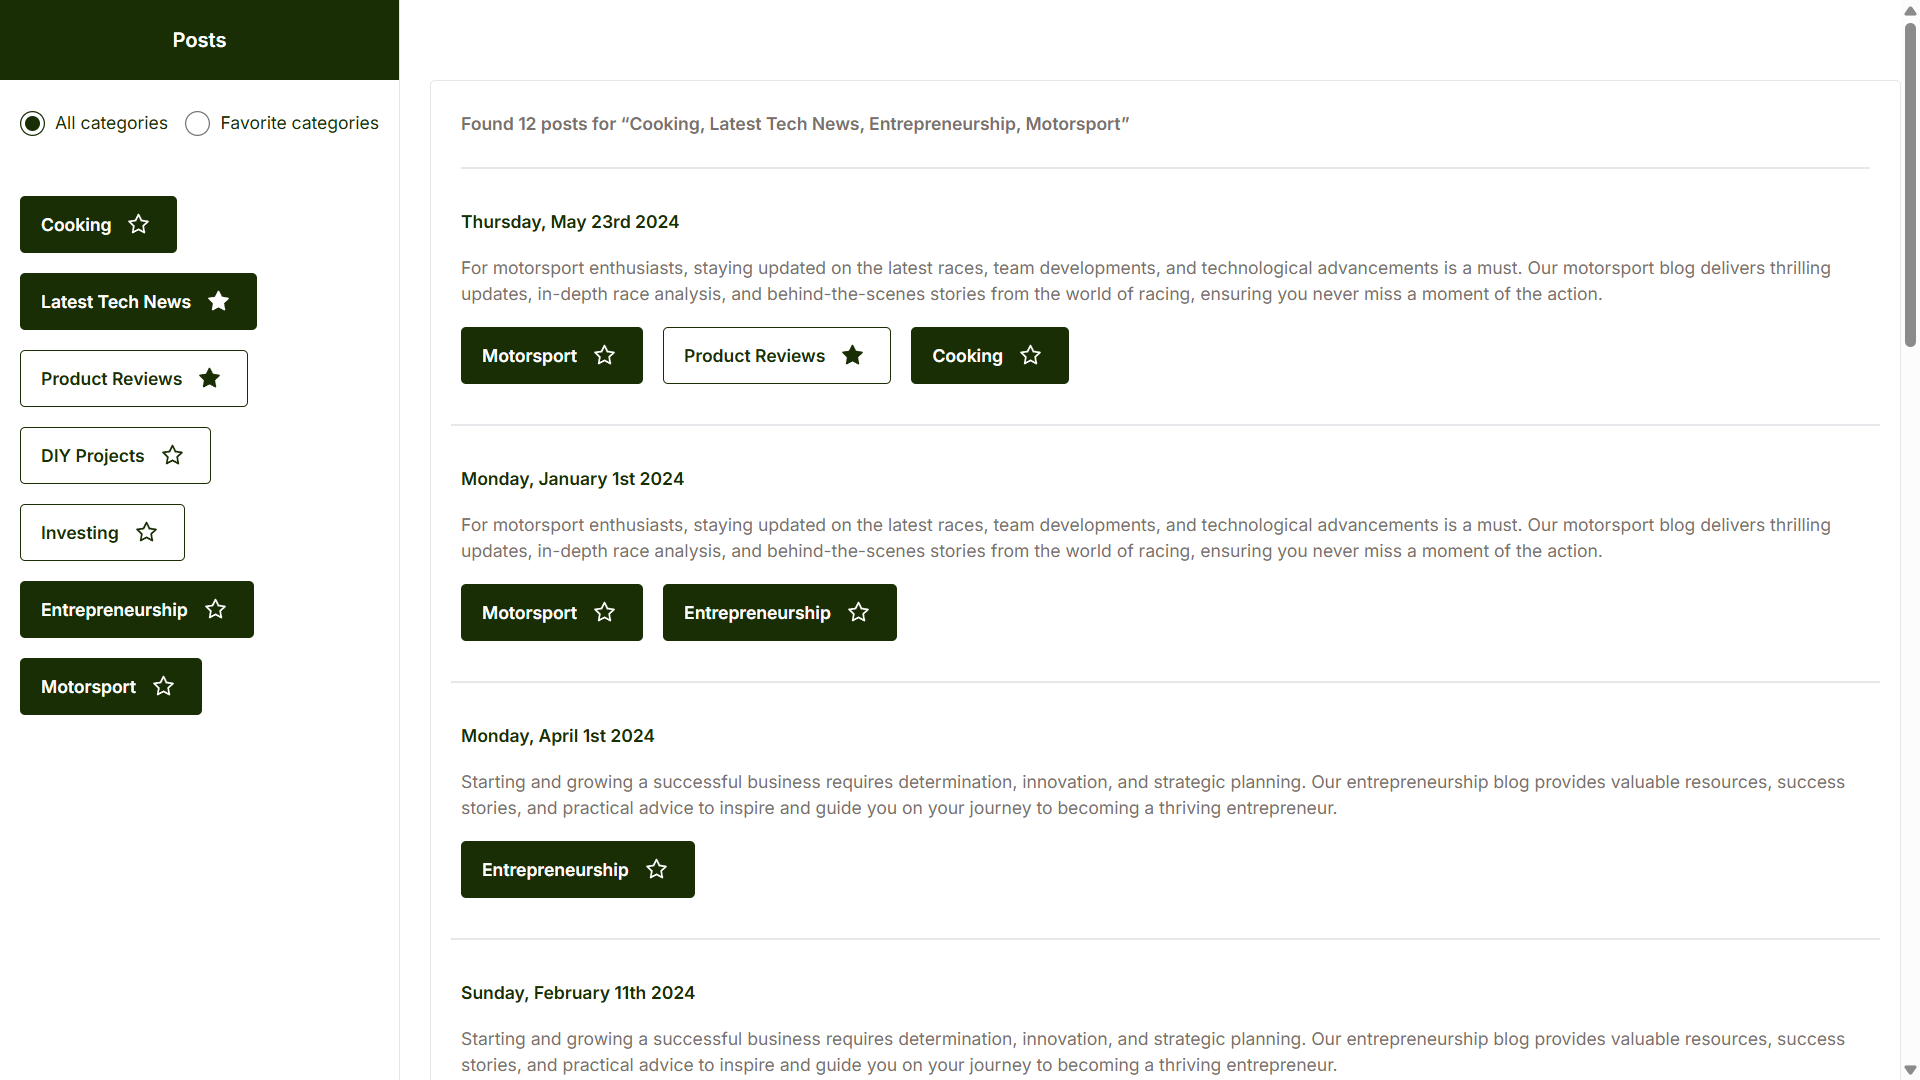 Posts
All categories
Favorite categories
Cooking
Latest Tech News
Product Reviews
DIY Projects
Investing
Entrepreneurship
Motorsport
Found 12 posts for “Cooking, Latest Tech News, Entrepreneurship, Motorsport”
Thursday, May 23rd 2024
For motorsport enthusiasts, staying updated on the latest races, team developments, and technological advancements is a must. Our motorsport blog delivers thrilling
updates, in-depth race analysis, and behind-the-scenes stories from the world of racing, ensuring you never miss a moment of the action.
Motorsport
Product Reviews
Cooking
Monday, January 1st 2024
For motorsport enthusiasts, staying updated on the latest races, team developments, and technological advancements is a must. Our motorsport blog delivers thrilling
updates, in-depth race analysis, and behind-the-scenes stories from the world of racing, ensuring you never miss a moment of the action.
Motorsport
Entrepreneurship
Monday, April 1st 2024
Starting and growing a successful business requires determination, innovation, and strategic planning. Our entrepreneurship blog provides valuable resources, success
stories, and practical advice to inspire and guide you on your journey to becoming a thriving entrepreneur.
Entrepreneurship
Sunday, February 11th 2024
Starting and growing a successful business requires determination, innovation, and strategic planning. Our entrepreneurship blog provides valuable resources, success
stories, and practical advice to inspire and guide you on your journey to becoming a thriving entrepreneur.